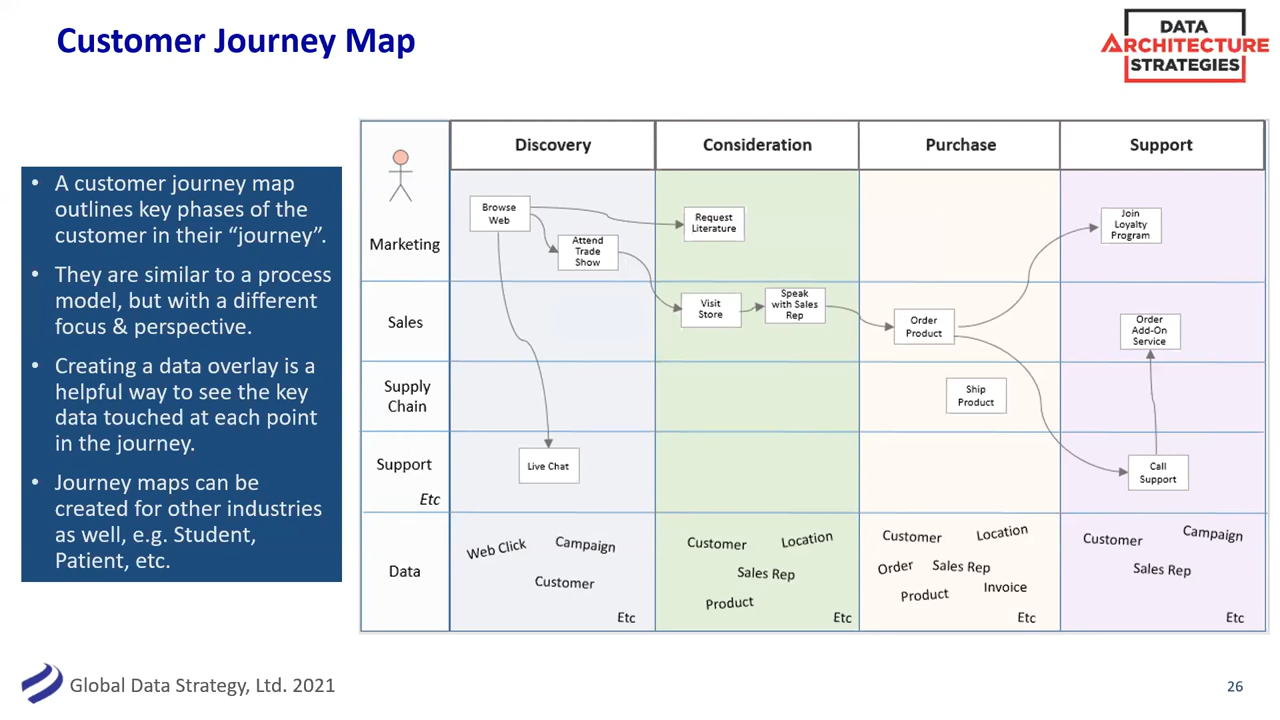 Customer Journey Map
DATA
ARCHITECTURE
STRATEGIES
• A customer journey map
outlines key phases of the
customer in their “journey”.
• They are similar to a process
model, but with a different
focus & perspective.
• Creating a data overlay is a
helpful way to see the key
data touched at each point
in the journey.
• Journey maps can be
created for other industries
as well, e.g. Student,
Patient, etc.
Discovery
Consideration
Purchase
Support
Marketing
Browse
Web
Attend
Trade
Show
Request
Literature
Join
Loyalty
Program
Sales
Visit
Store
Speak
with Sales
Rep
Order
Product
Order
Add-On
Service
Supply
Chain
Ship
Product
Support
Etc
Live Chat
Call
Support
Data
Web Click
Campaign
Customer
Etc
Customer
Location
Sales Rep
Product
Etc
Customer
Location
Order
Sales Rep
Product
Invoice
Etc
Customer
Campaign
Sales Rep
Etc
Global Data Strategy, Ltd. 2021
26